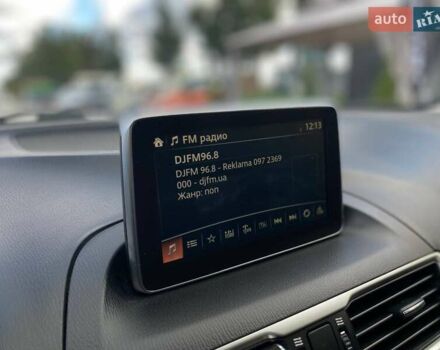 auto RIA
12:13
FM радио
DJFM96.8
DJFM 96.8 - Reklama 097 2369
000 - djfm.ua
Жанр: поп